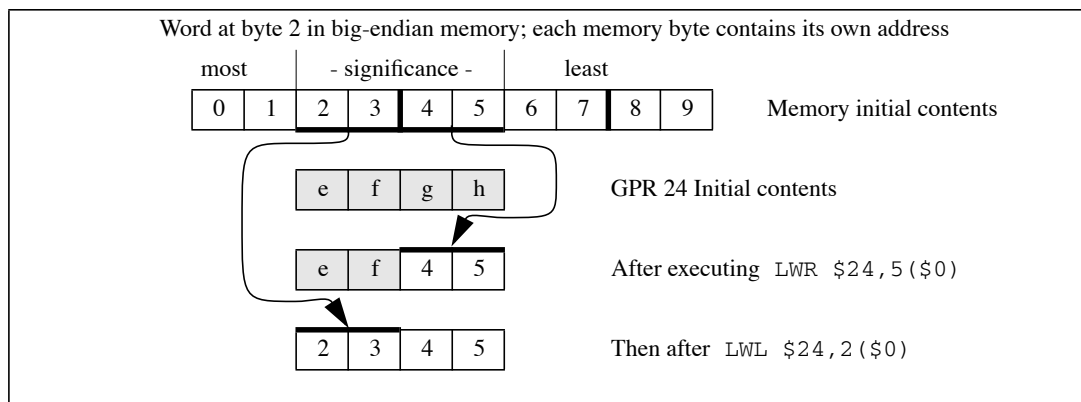 Word at byte 2 in big-endian memory; each memory byte contains its own address
most - significance - least
0 1 2 3 4 5 6 7 8 9 Memory initial contents
e f g h GPR 24 Initial contents
e f 4 5 After executing LWR $24,5($0)
2 3 4 5 Then after LWL $24,2($0)